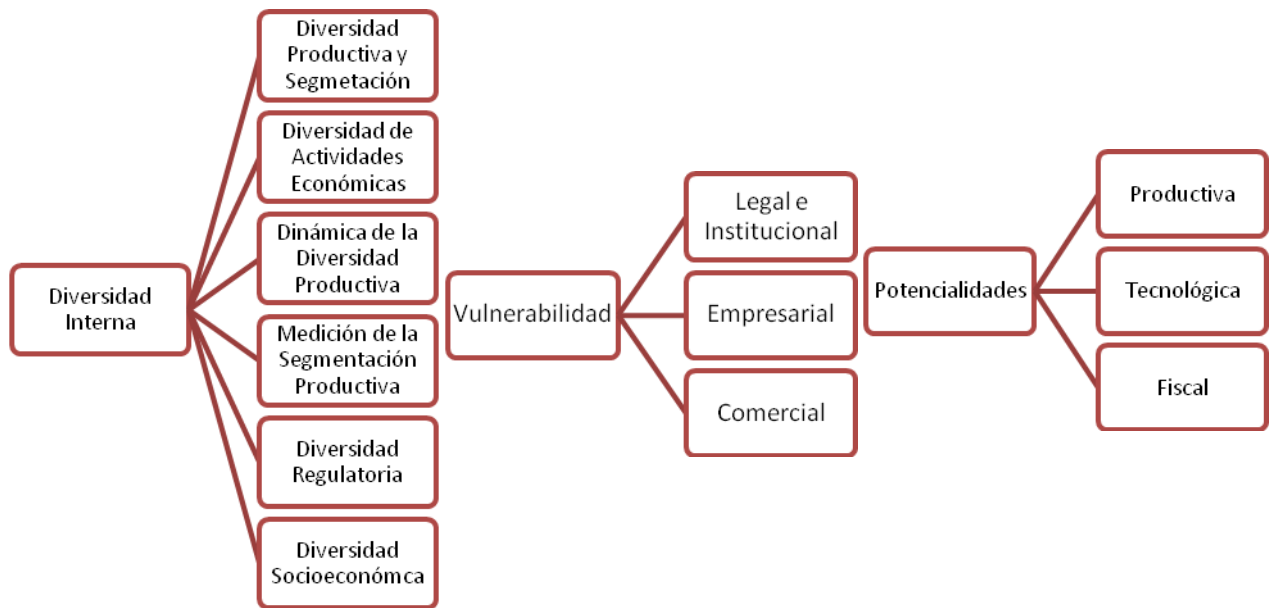 Diversidad
Interna
Diversidad
Productiva y
Segmetación
Diversidad de
Actividades
Económicas
Dinámica de la
Diversidad
Productiva
Medición de la
Segmentación
Productiva
Diversidad
Regulatoria
Diversidad
Socioeconómca
Vulnerabilidad
Legal e
Institucional
Empresarial
Comercial
Potencialidades
Productiva
Tecnológica
Fiscal